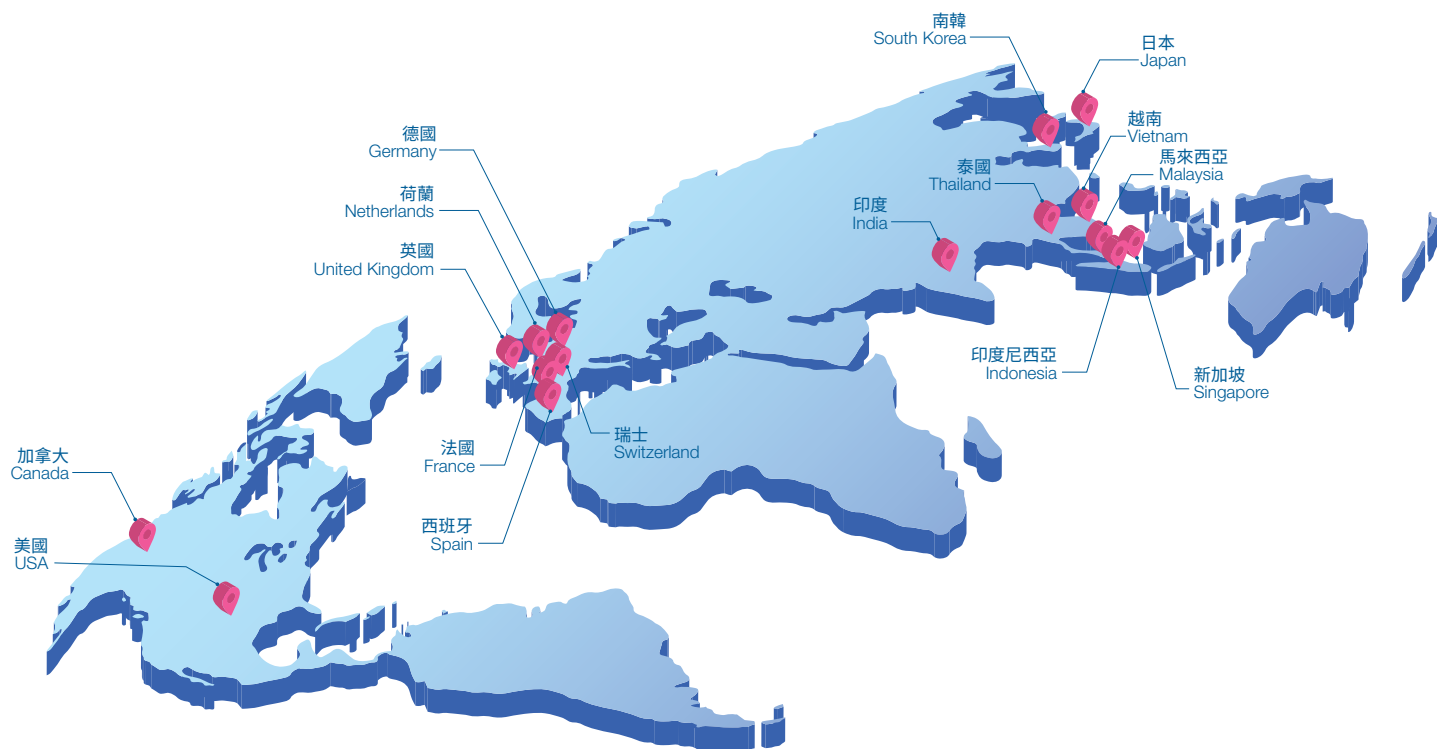 南韓
South Korea
日本
Japan
德國
Germany
越南
Vietnam
馬來西亞
Malaysia
泰國
Thailand
荷蘭
Netherlands
印度
India
英國
United Kingdom
印度尼西亞
Indonesia
新加坡
Singapore
瑞士
Switzerland
法國
France
加拿大
Canada
西班牙
Spain
美國
USA